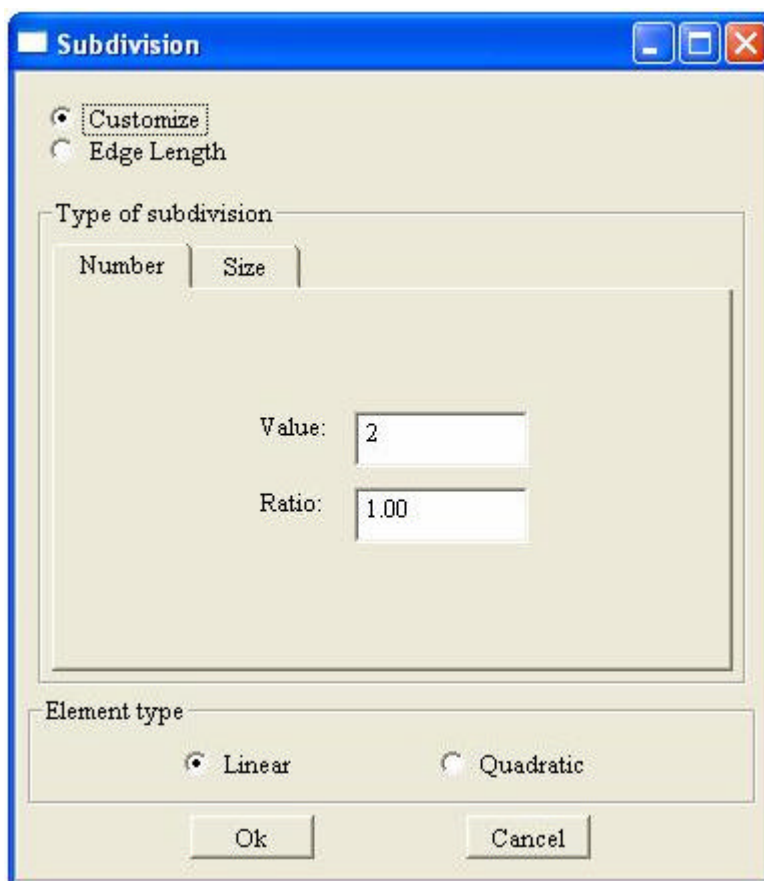 Subdivision
Customize
Edge Length
Type of subdivision
Number Size
Value: 2
Ratio: 1.00
Element type
Linear Quadratic
Ok Cancel